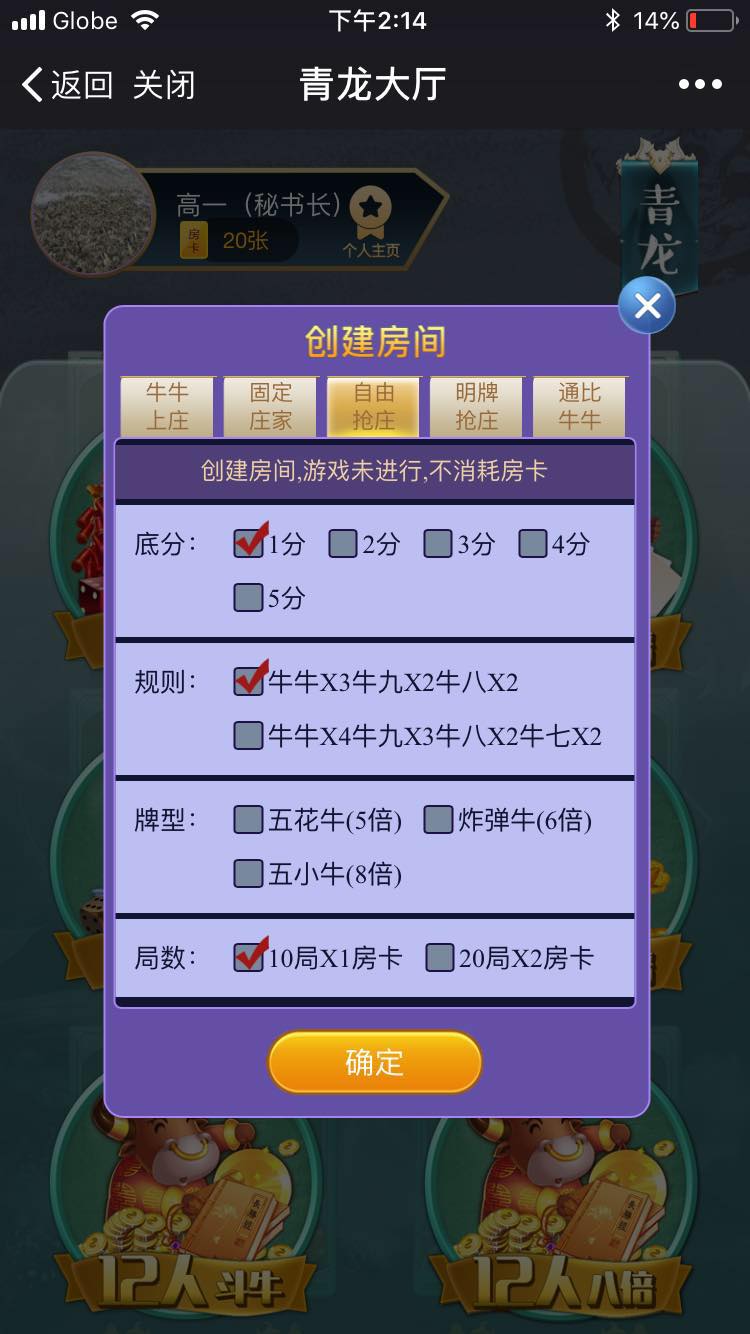 Globe
下午2:14
14%
返回 关闭
青龙大厅
高一（秘书长）
房卡
20张
个人主页
青龙
创建房间
牛牛上庄
固定庄家
自由抢庄
明牌抢庄
通比牛牛
创建房间,游戏未进行,不消耗房卡
底分： 1分 2分 3分 4分
5分
规则： 牛牛X3牛九X2牛八X2
牛牛X4牛九X3牛八X2牛七X2
牌型： 五花牛(5倍) 炸弹牛(6倍)
五小牛(8倍)
局数： 10局X1房卡 20局X2房卡
确定
12人斗牛
12人八倍